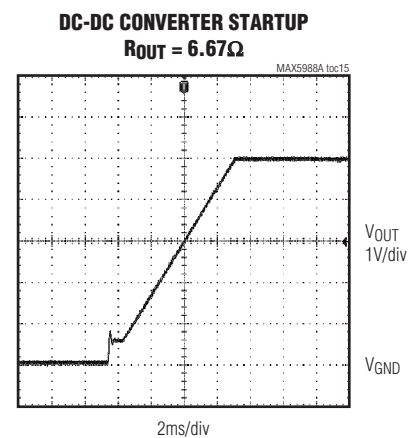 DC-DC CONVERTER STARTUP
ROUT = 6.67Ω
MAX5988A toc15
T
VOUT
1V/div
VGND
2ms/div